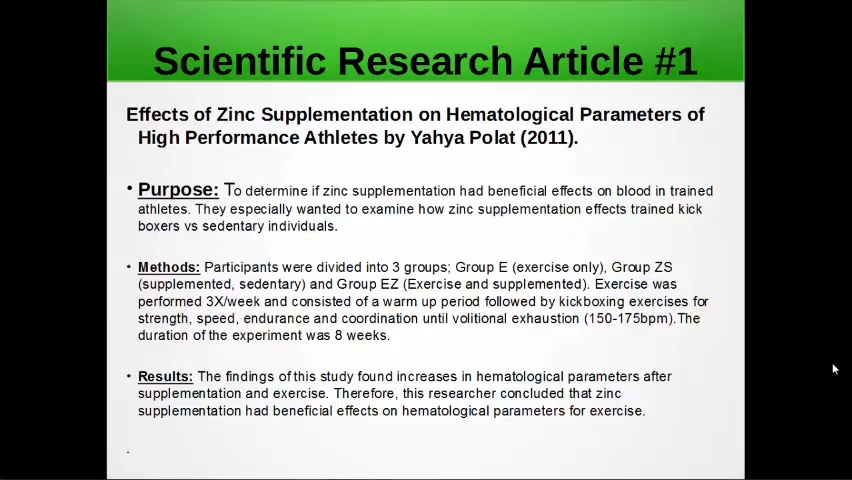 Scientific Research Article #1
Effects of Zinc Supplementation on Hematological Parameters of
High Performance Athletes by Yahya Polat (2011).
• Purpose: To determine if zinc supplementation had beneficial effects on blood in trained
athletes. They especially wanted to examine how zinc supplementation effects trained kick
boxers vs sedentary individuals.
• Methods: Participants were divided into 3 groups; Group E (exercise only), Group ZS
(supplemented, sedentary) and Group EZ (Exercise and supplemented). Exercise was
performed 3X/week and consisted of a warm up period followed by kickboxing exercises for
strength, speed, endurance and coordination until volitional exhaustion (150-175bpm).The
duration of the experiment was 8 weeks.
• Results: The findings of this study found increases in hematological parameters after
supplementation and exercise. Therefore, this researcher concluded that zinc
supplementation had beneficial effects on hematological parameters for exercise.
.